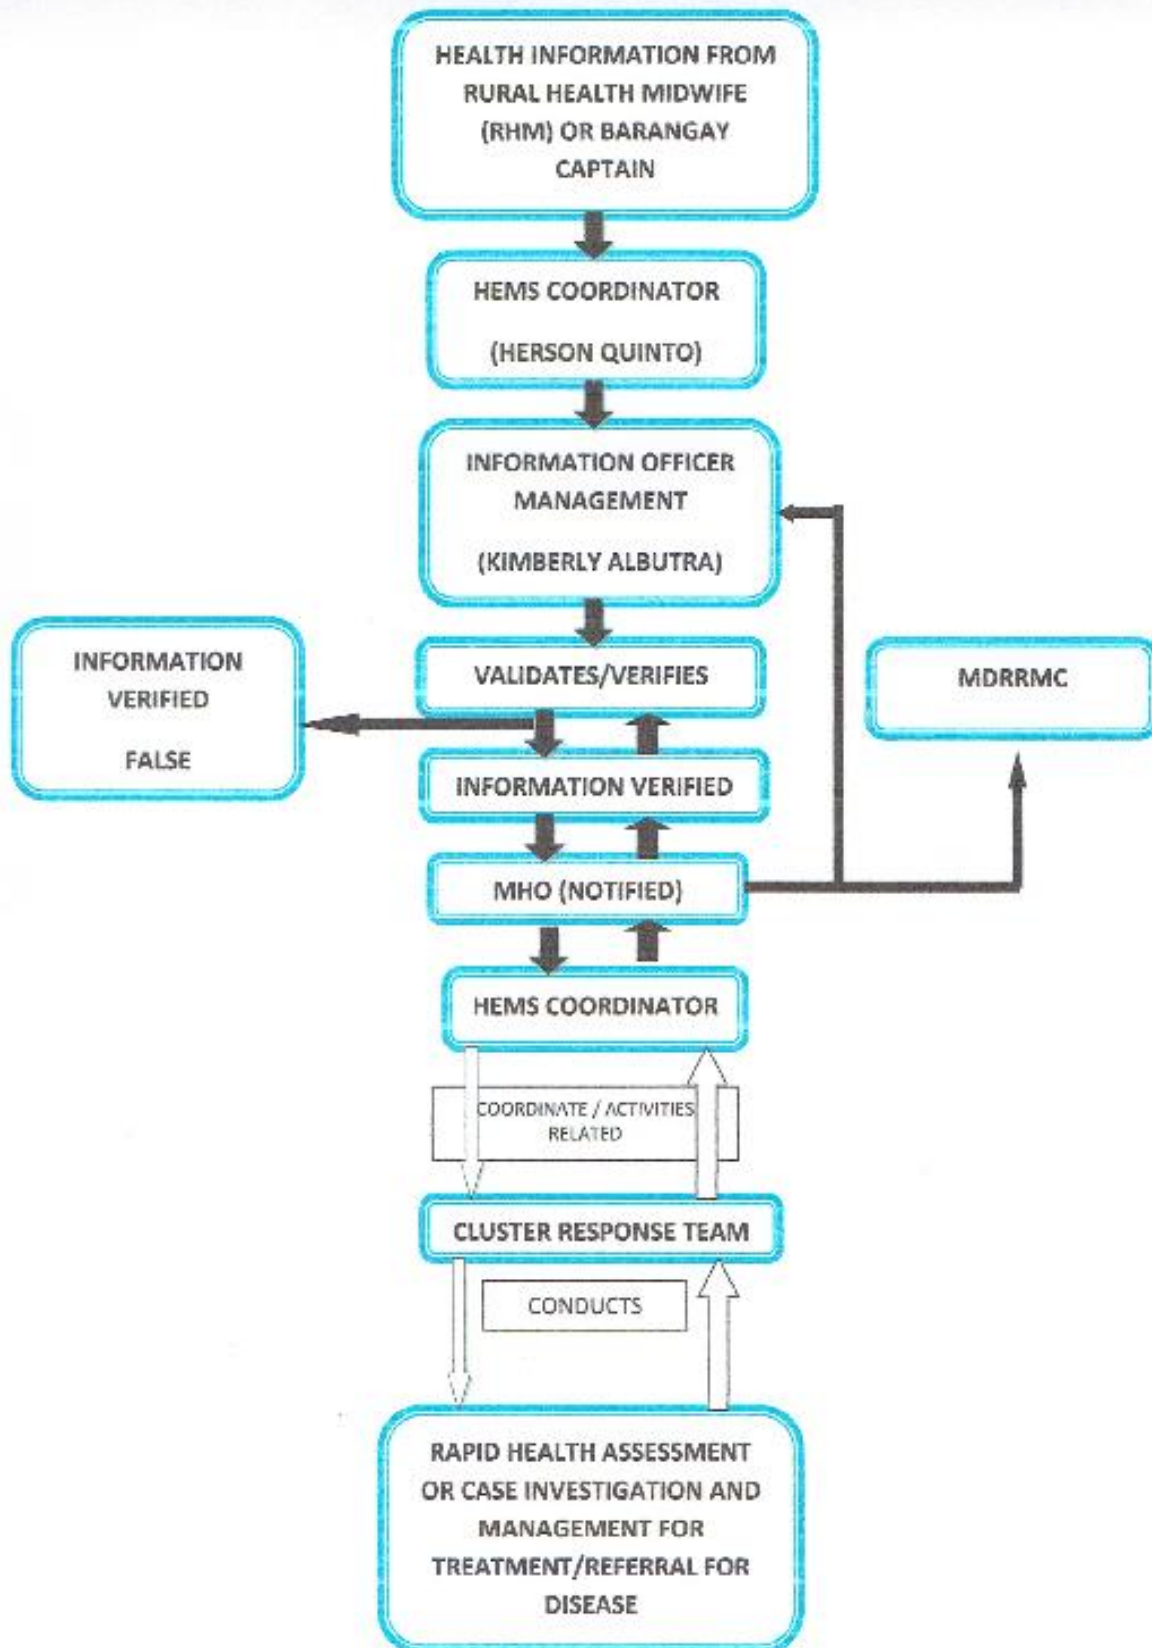 HEALTH INFORMATION FROM
RURAL HEALTH MIDWIFE
(RHM) OR BARANGAY
CAPTAIN
HEMS COORDINATOR
(HERSON QUINTO)
INFORMATION OFFICER
MANAGEMENT
(KIMBERLY ALBUTRA)
INFORMATION
VERIFIED
FALSE
VALIDATES/VERIFIES
MDRRMC
INFORMATION VERIFIED
MHO (NOTIFIED)
HEMS COORDINATOR
COORDINATE / ACTIVITIES
RELATED
CLUSTER RESPONSE TEAM
CONDUCTS
RAPID HEALTH ASSESSMENT
OR CASE INVESTIGATION AND
MANAGEMENT FOR
TREATMENT/REFERRAL FOR
DISEASE